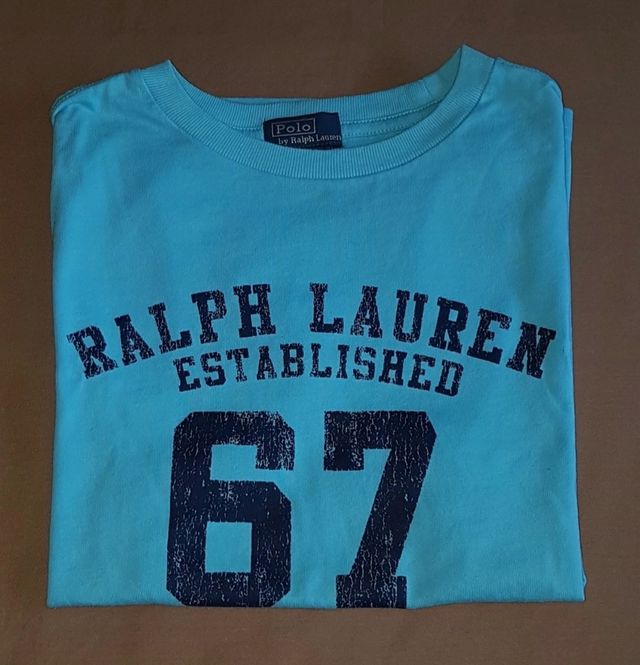 Polo
by Ralph Lauren
RALPH LAUREN
ESTABLISHED
67